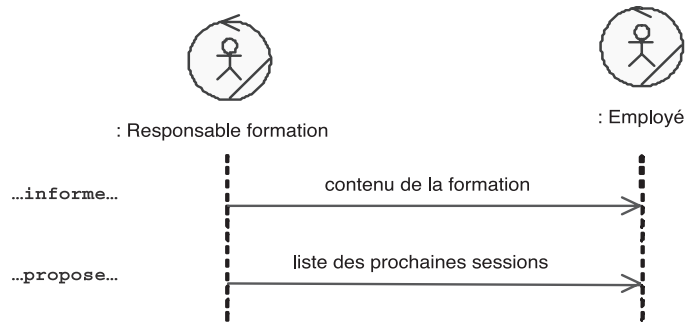 : Employé
: Responsable formation
…informe…
contenu de la formation
…propose…
liste des prochaines sessions